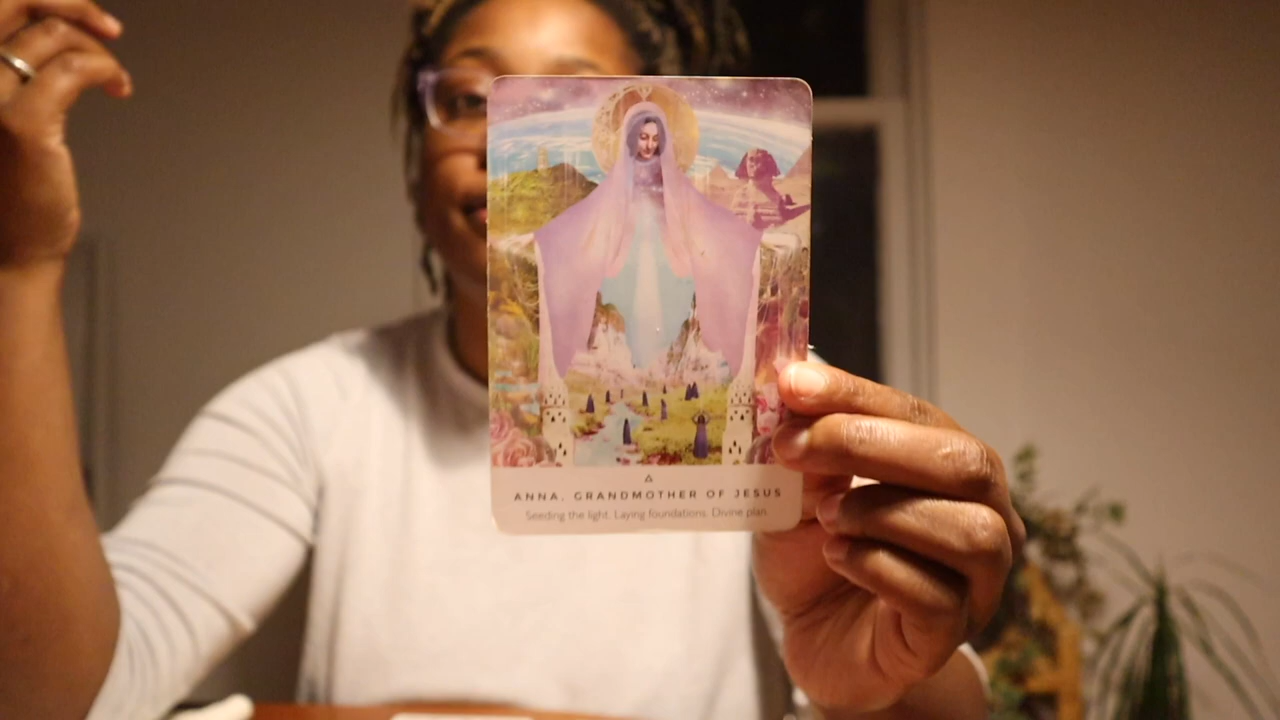 ANNA, GRANDMOTHER OF JESUS
Seeding the light. Laying foundations. Divine plan.